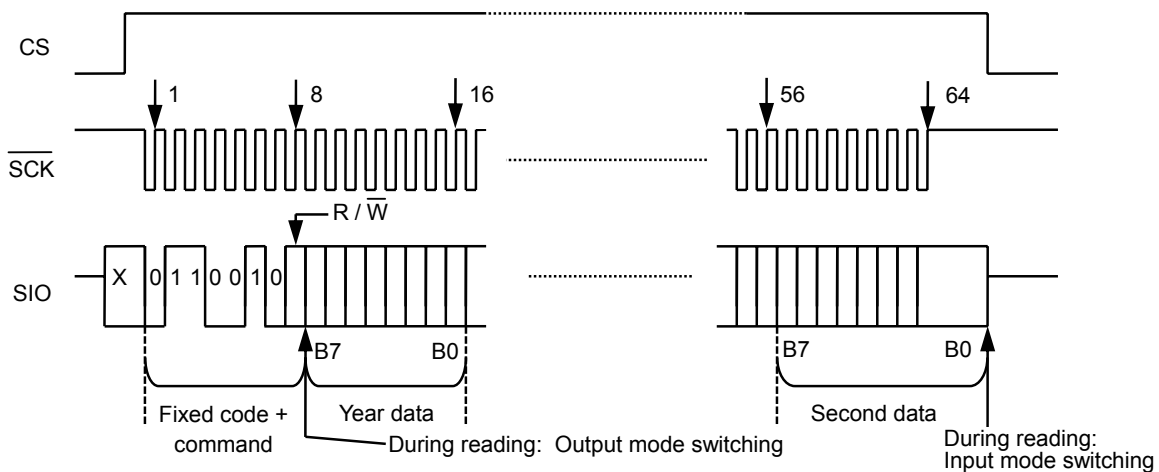 CS
1
8
16
56
64
SCK
R / W
X 0 1 1 0 0 1 0
SIO
B7
B0
B7
B0
Fixed code +
command
Year data
Second data
During reading: Output mode switching
During reading:
Input mode switching